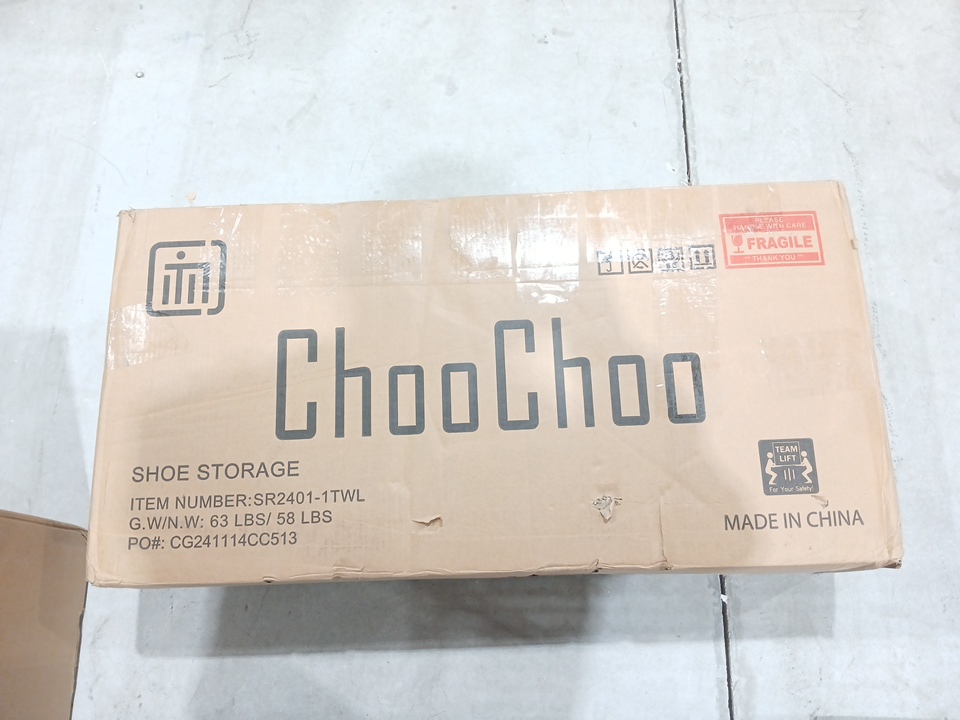 PLEASE
HANDLE WITH CARE
FRAGILE
THANK YOU
ChooChoo
TEAM
LIFT
For Your Safety!
SHOE STORAGE
ITEM NUMBER:SR2401-1TWL
G.W/N.W: 63 LBS/ 58 LBS
PO#: CG241114CC513
MADE IN CHINA